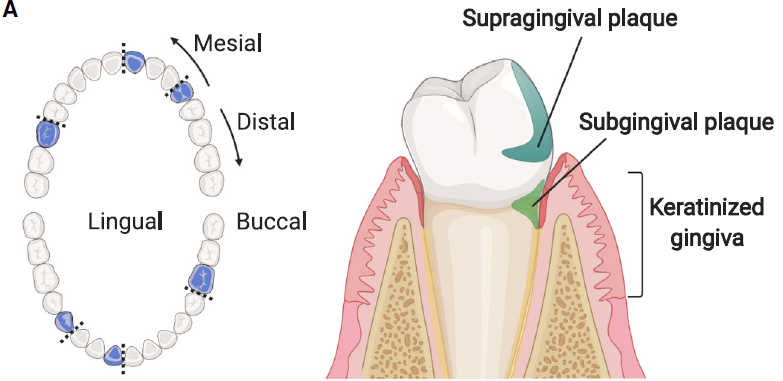 A
Mesial
Distal
Lingual
Buccal
Supragingival plaque
Subgingival plaque
Keratinized
gingiva